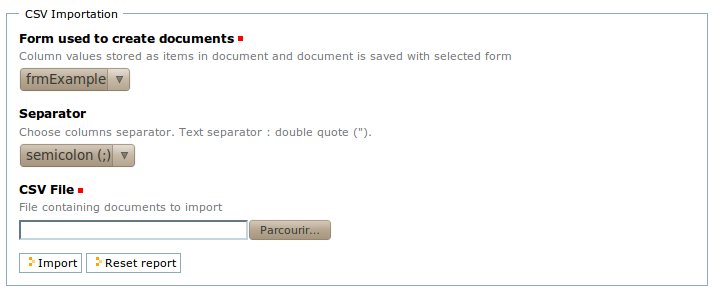 CSV Importation
Form used to create documents
Column values stored as items in document and document is saved with selected form
frmExample
Separator
Choose columns separator. Text separator : double quote (").
semicolon (;)
CSV File
File containing documents to import
Parcourir...
Import Reset report